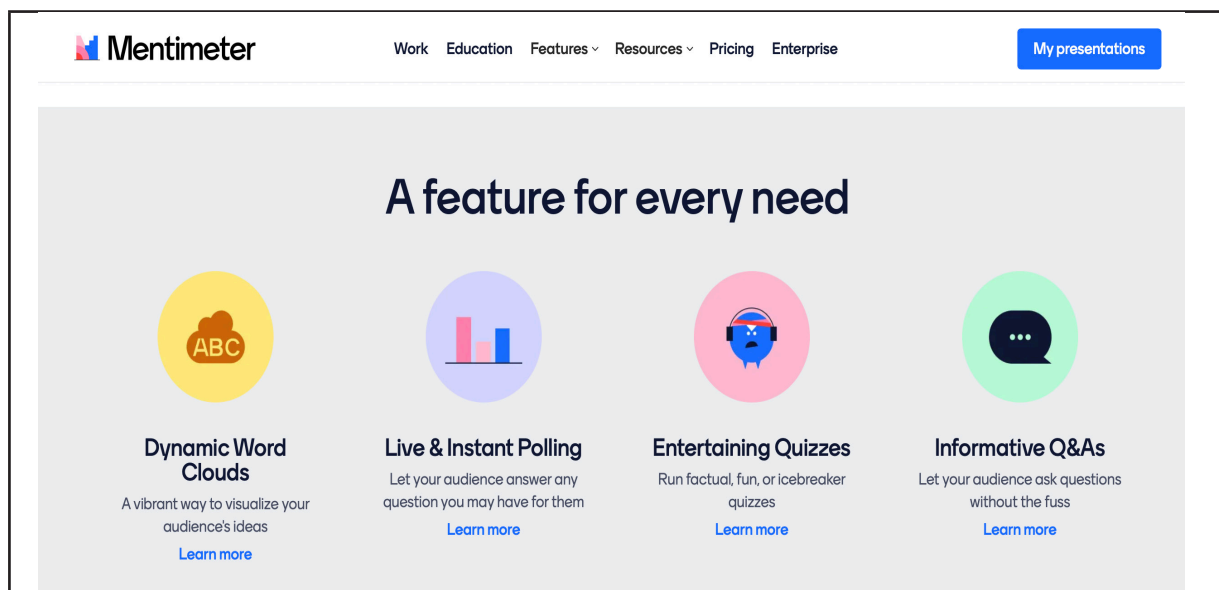 Mentimeter
Work Education Features Resources Pricing Enterprise
My presentations
A feature for every need
ABC
Dynamic Word
Clouds
A vibrant way to visualize your
audience's ideas
Learn more
Live & Instant Polling
Let your audience answer any
question you may have for them
Learn more
Entertaining Quizzes
Run factual, fun, or icebreaker
quizzes
Learn more
Informative Q&As
Let your audience ask questions
without the fuss
Learn more